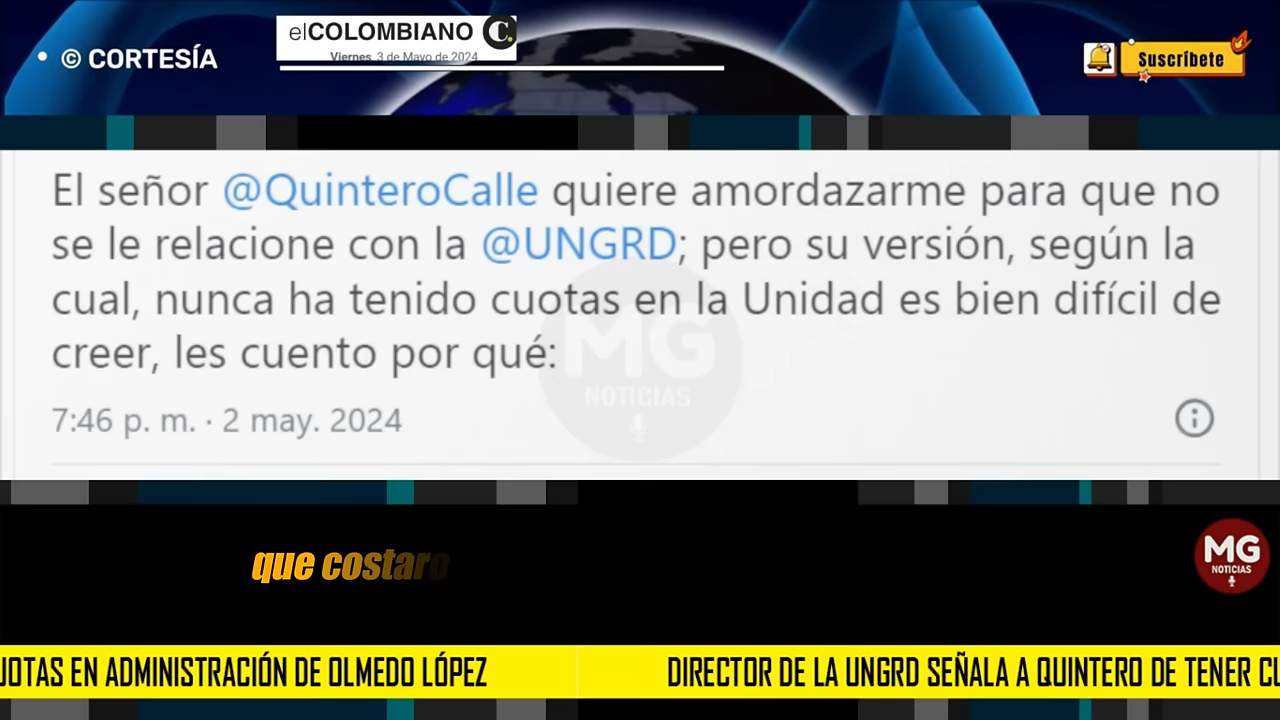 elCOLOMBIANO C.
Viernes, 3 de Mayo de 2024
© CORTESÍA
Suscríbete
El señor @QuinteroCalle quiere amordazarme para que no
se le relacione con la @UNGRD; pero su versión, según la
cual, nunca ha tenido cuotas en la Unidad es bien difícil de
creer, les cuento por qué:
MG
NOTICIAS
7:46 p. m. · 2 may. 2024
que costaro
MG
NOTICIAS
UOTAS EN ADMINISTRACIÓN DE OLMEDO LÓPEZ
DIRECTOR DE LA UNGRD SEÑALA A QUINTERO DE TENER CU